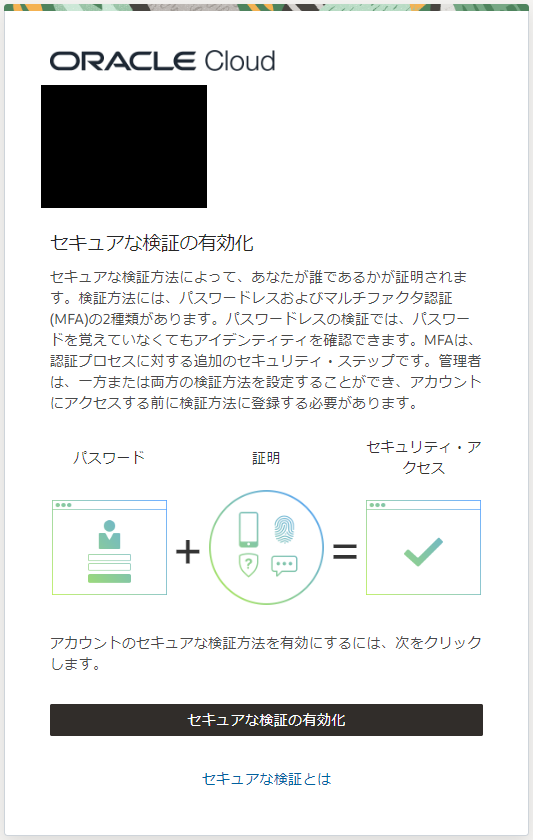 ORACLE Cloud
セキュアな検証の有効化
セキュアな検証方法によって、あなたが誰であるかが証明されま
す。検証方法には、パスワードレスおよびマルチファクタ認証
(MFA)の2種類があります。パスワードレスの検証では、パスワー
ドを覚えていなくてもアイデンティティを確認できます。MFAは、
認証プロセスに対する追加のセキュリティ・ステップです。管理者
は、一方または両方の検証方法を設定することができ、アカウント
にアクセスする前に検証方法に登録する必要があります。
パスワード
証明
セキュリティ・ア
クセス
+
?
=
アカウントのセキュアな検証方法を有効にするには、次をクリック
します。
セキュアな検証の有効化
セキュアな検証とは